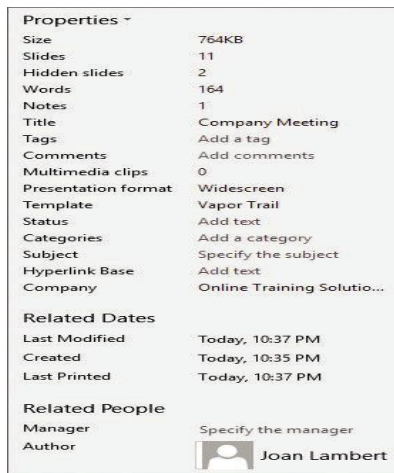 Properties
Size 764KB
Slides 11
Hidden slides 2
Words 164
Notes 1
Title Company Meeting
Tags Add a tag
Comments Add comments
Multimedia clips 0
Presentation format Widescreen
Template Vapor Trail
Status Add text
Categories Add a category
Subject Specify the subject
Hyperlink Base Add text
Company Online Training Solutio...
Related Dates
Last Modified Today, 10:37 PM
Created Today, 10:35 PM
Last Printed Today, 10:37 PM
Related People
Manager Specify the manager
Author Joan Lambert